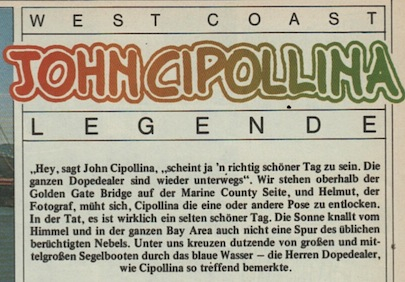 WEST COAST
JOHN CIPOLLINA
LEGENDE
„Hey, sagt John Cipollina, „scheint ja 'n richtig schöner Tag zu sein. Die
ganzen Dopedealer sind wieder unterwegs“. Wir stehen oberhalb der
Golden Gate Bridge auf der Marine County Seite, und Helmut, der
Fotograf, müht sich, Cipollina die eine oder andere Pose zu entlocken.
In der Tat, es ist wirklich ein selten schöner Tag. Die Sonne knallt vom
Himmel und in der ganzen Bay Area auch nicht eine Spur des üblichen
berüchtigten Nebels. Unter uns kreuzen dutzende von großen und mit-
telgroßen Segelbooten durch das blaue Wasser – die Herren Dopedealer,
wie Cipollina so treffend bemerkte.